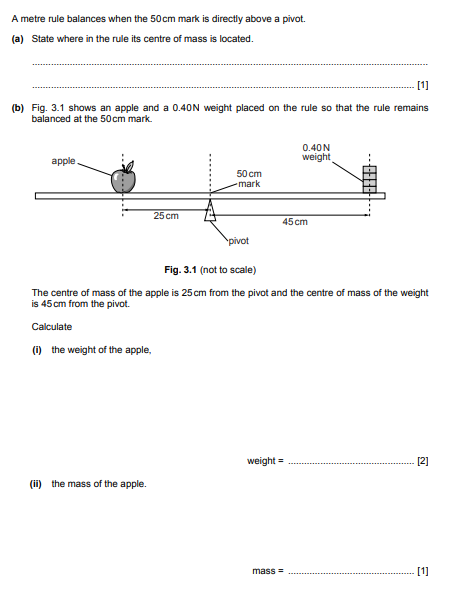 A metre rule balances when the 50 cm mark is directly above a pivot.
(a) State where in the rule its centre of mass is located.
..........................................................................................................................................
..................................................................................................................................... [1]
(b) Fig. 3.1 shows an apple and a 0.40 N weight placed on the rule so that the rule remains
balanced at the 50 cm mark.
0.40 N
weight
apple
50 cm
mark
25 cm
45 cm
pivot
Fig. 3.1 (not to scale)
The centre of mass of the apple is 25 cm from the pivot and the centre of mass of the weight
is 45 cm from the pivot.
Calculate
(i) the weight of the apple,
weight = ............................................ [2]
(ii) the mass of the apple.
mass = ............................................ [1]